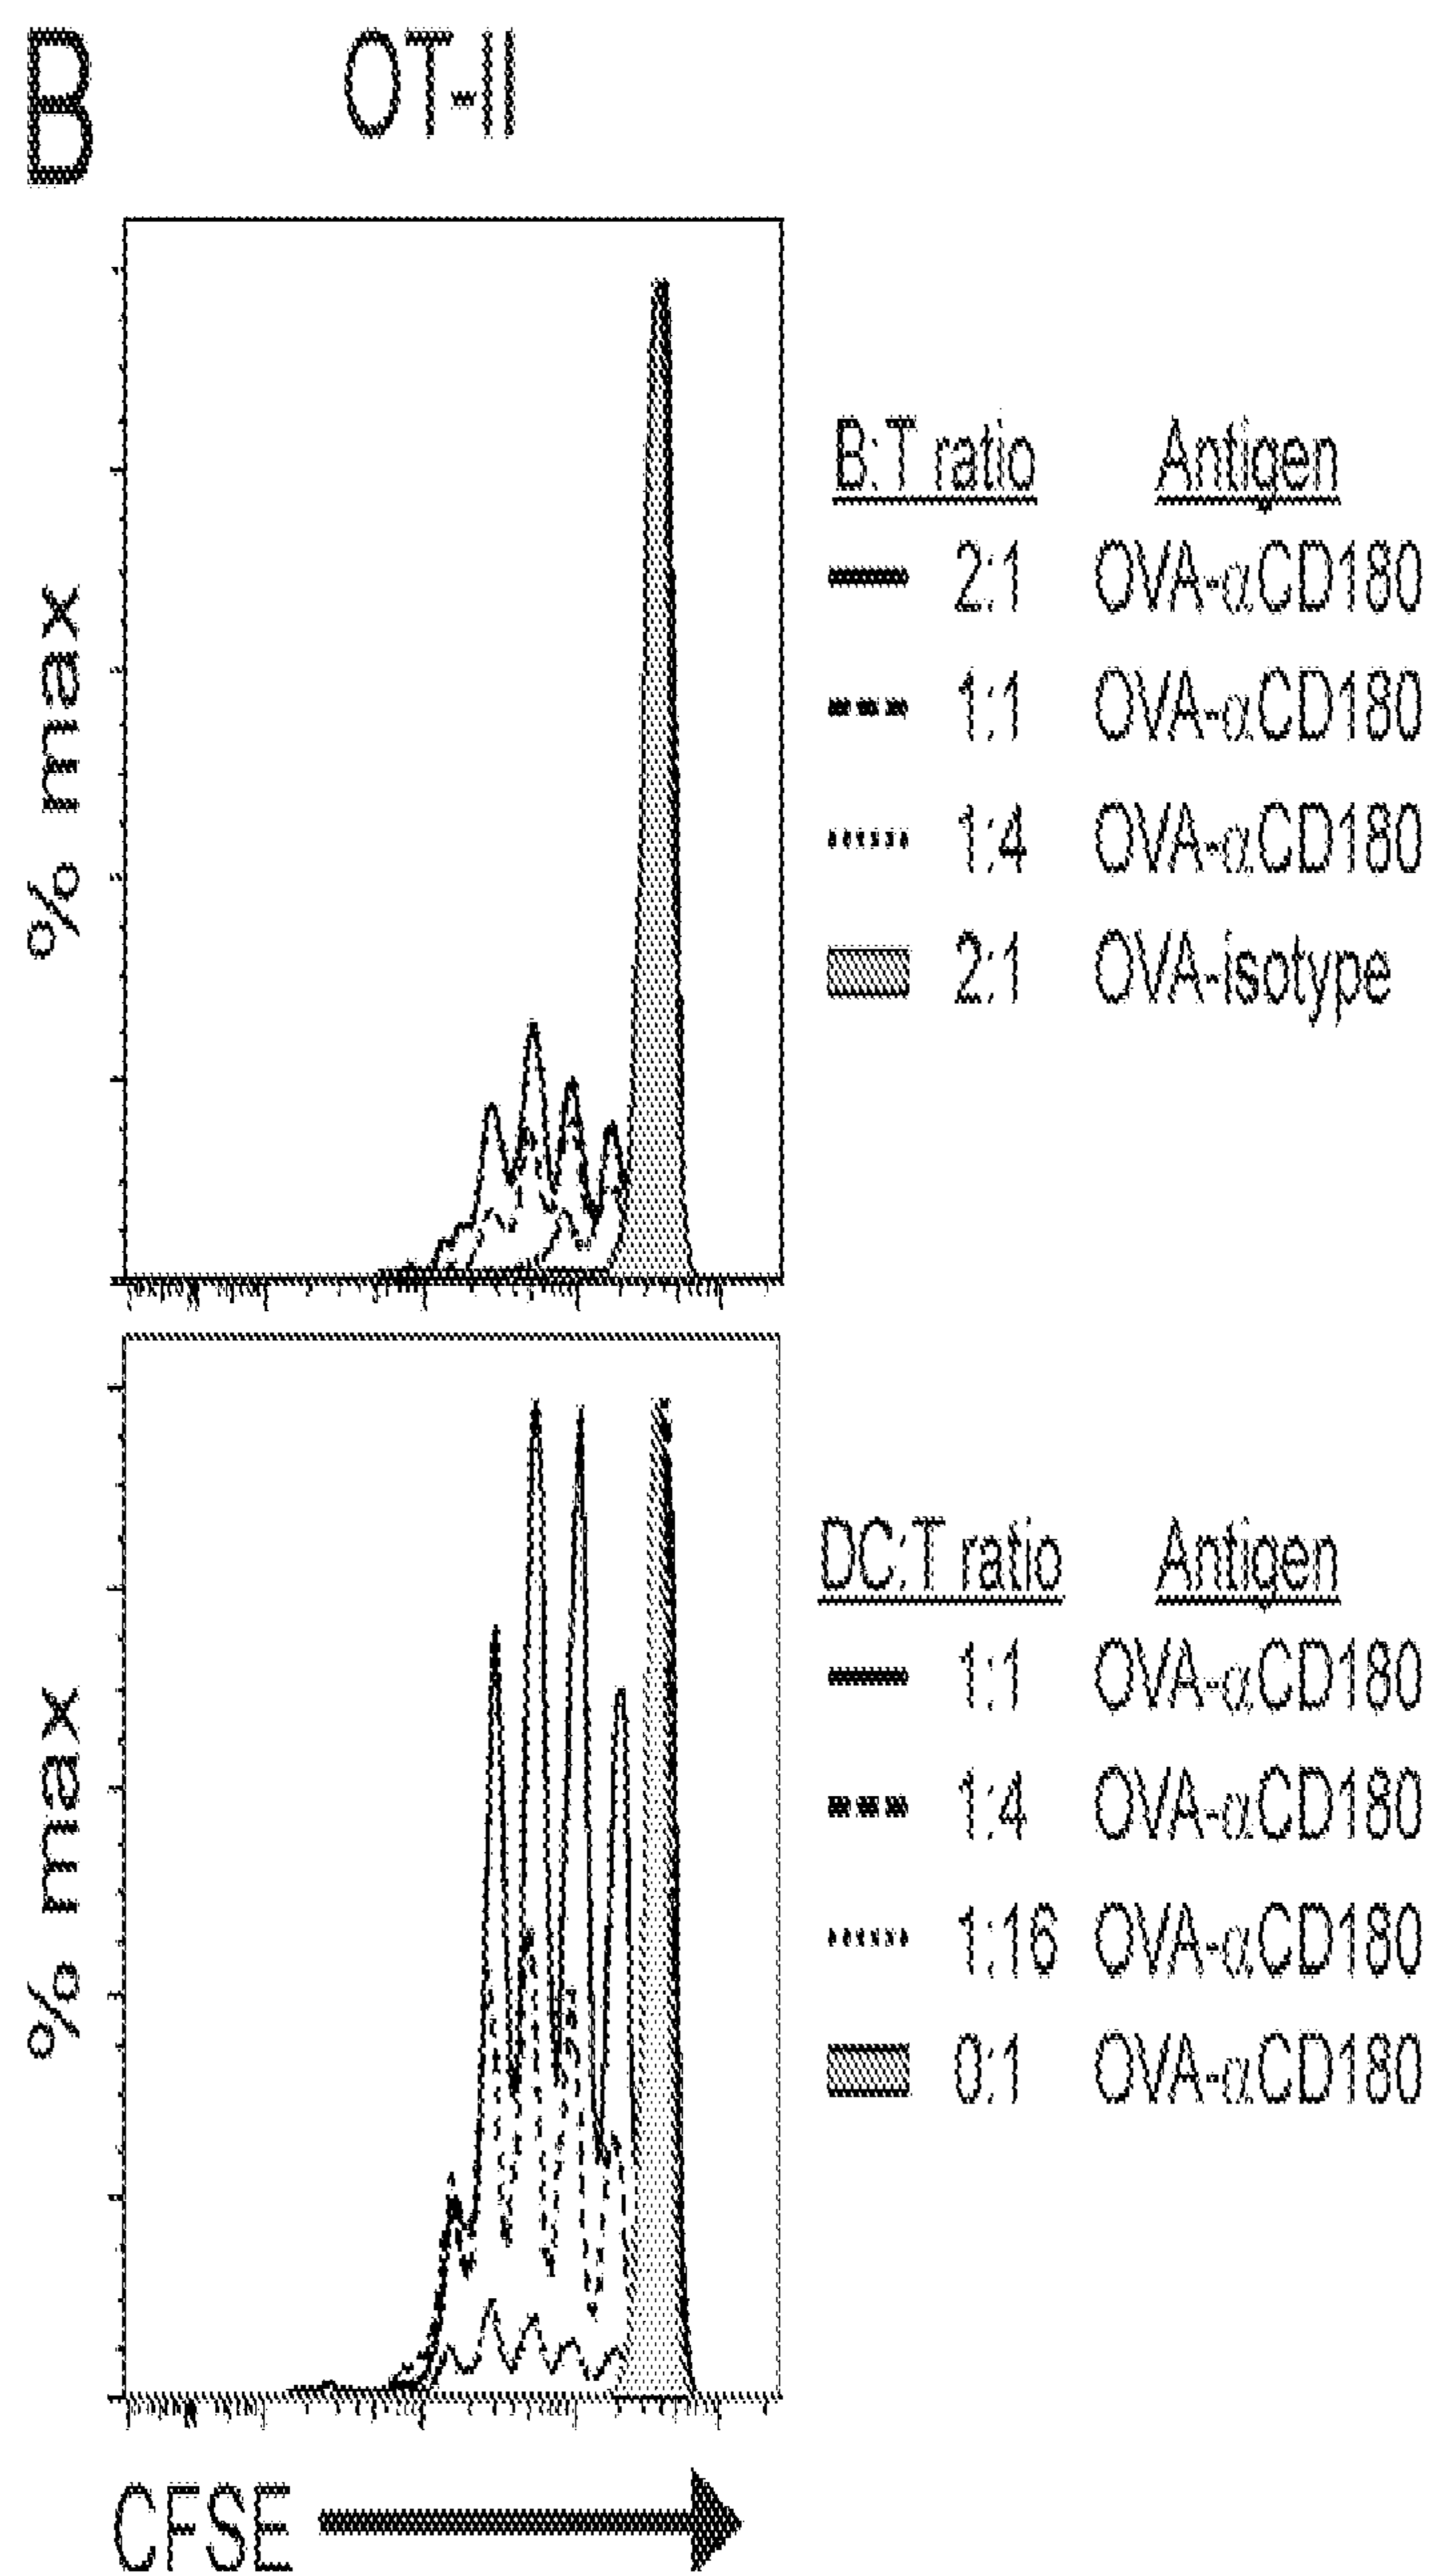 B OT-II
% max
B:T ratio Antigen
2:1 OVA-αCD180
1:1 OVA-αCD180
1:4 OVA-αCD180
2:1 OVA-isotype
% max
DC:T ratio Antigen
1:1 OVA-αCD180
1:4 OVA-αCD180
1:16 OVA-αCD180
0:1 OVA-αCD180
CFSE